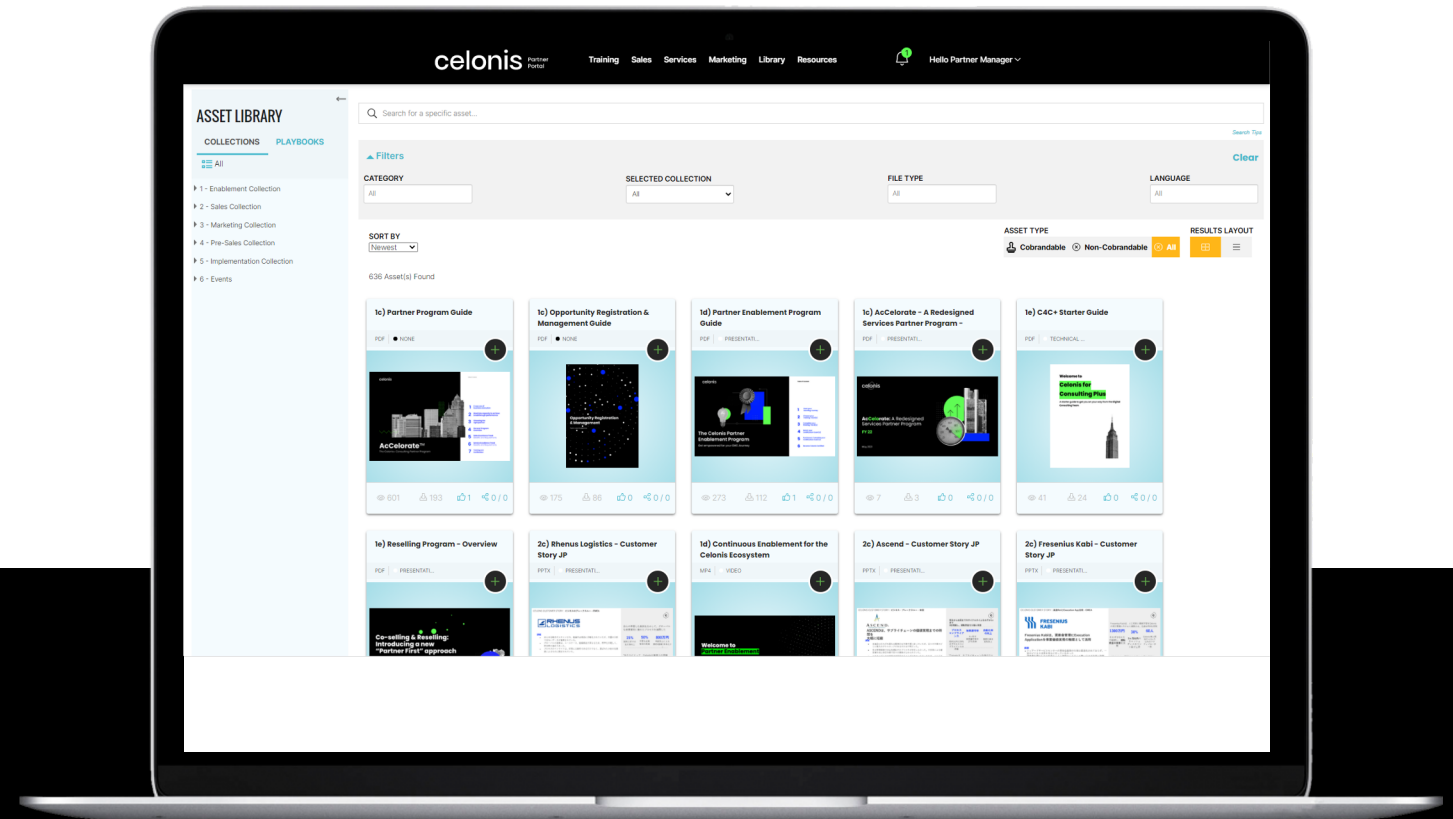 celonis Partner Portal
Training Sales Services Marketing Library Resources
1
Hello Partner Manager
ASSET LIBRARY
COLLECTIONS PLAYBOOKS
All
1 - Enablement Collection
2 - Sales Collection
3 - Marketing Collection
4 - Pre-Sales Collection
5 - Implementation Collection
6 - Events
Search for a specific asset...
Search Tips
Filters
Clear
CATEGORY SELECTED COLLECTION FILE TYPE LANGUAGE
All All All All
SORT BY
Newest
ASSET TYPE RESULTS LAYOUT
Cobrandable Non-Cobrandable All
636 Asset(s) Found
1c) Partner Program Guide
PDF NONE
celonis
AcCelorate™
601 193 1 0 / 0
1c) Opportunity Registration &
Management Guide
PDF NONE
Opportunity Registration
& Management
175 86 0 0 / 0
1d) Partner Enablement Program
Guide
PDF PRESENTATI...
celonis
The Celonis Partner
Enablement Program
273 112 1 0 / 0
1c) AcCelorate - A Redesigned
Services Partner Program -
PDF PRESENTATI...
celonis
AcCelorate: A Redesigned
Services Partner Program
7 3 0 0 / 0
1e) C4C+ Starter Guide
PDF TECHNICAL ...
Welcome to
Celonis for
Consulting Plus
41 24 0 0 / 0
1e) Reselling Program - Overview
PDF PRESENTATI...
Co-selling & Reselling:
Introducing a new
"Partner First" approach
2c) Rhenus Logistics - Customer
Story JP
PPTX PRESENTATI...
RHENUS
LOGISTICS
1d) Continuous Enablement for the
Celonis Ecosystem
MP4 VIDEO
Welcome to
Partner Enablement
2c) Ascend - Customer Story JP
PPTX PRESENTATI...
ASCEND
2c) Fresenius Kabi - Customer
Story JP
PPTX PRESENTATI...
FRESENIUS
KABI